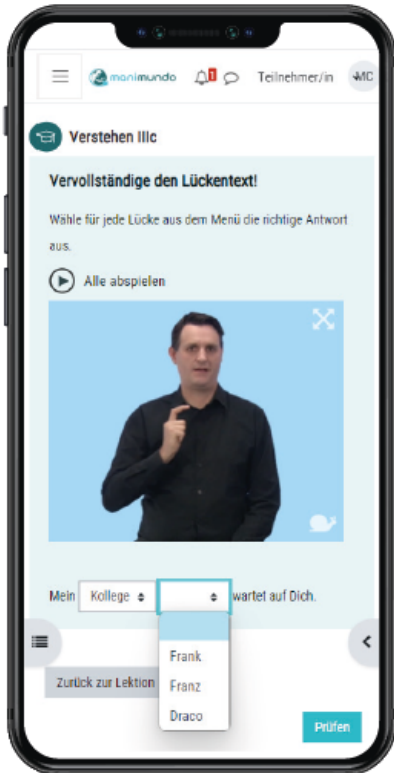 manimundo
1
Teilnehmer/in
MC
Verstehen IIIc
Vervollständige den Lückentext!
Wähle für jede Lücke aus dem Menü die richtige Antwort
aus.
Alle abspielen
Mein Kollege wartet auf Dich.
Frank
Franz
Draco
Zurück zur Lektion
Prüfen